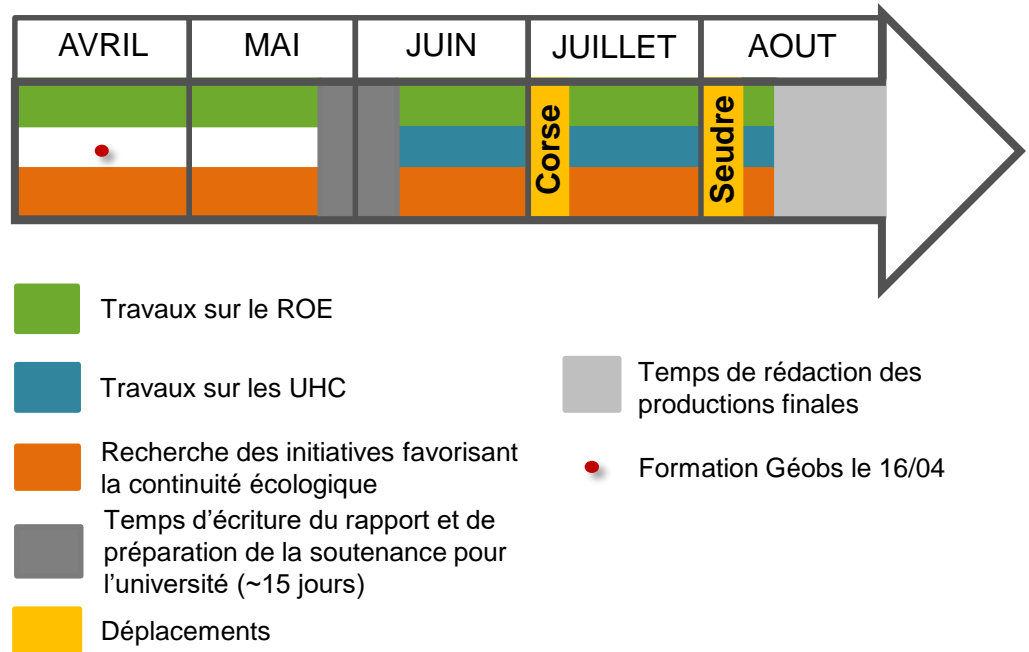 AVRIL MAI JUIN JUILLET AOUT
Corse
Seudre
Travaux sur le ROE
Travaux sur les UHC
Recherche des initiatives favorisant
la continuité écologique
Temps d’écriture du rapport et de
préparation de la soutenance pour
l’université (~15 jours)
Déplacements
Temps de rédaction des
productions finales
Formation Géobs le 16/04